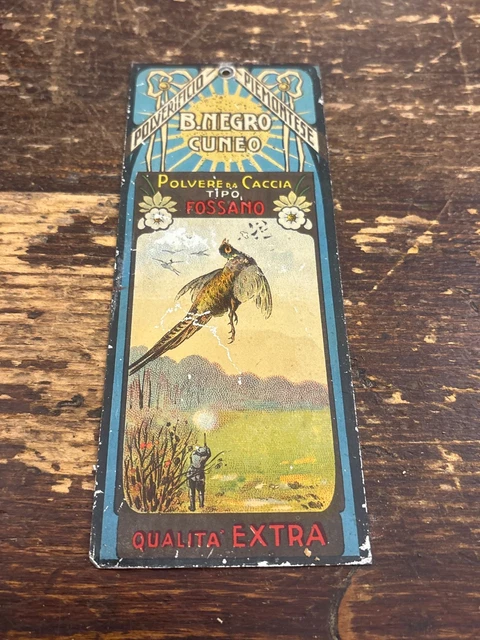 POLVERIFICIO PIEMONTESE
B. NEGRO
CUNEO
POLVERE DA CACCIA
TIPO
FOSSANO
QUALITA' EXTRA